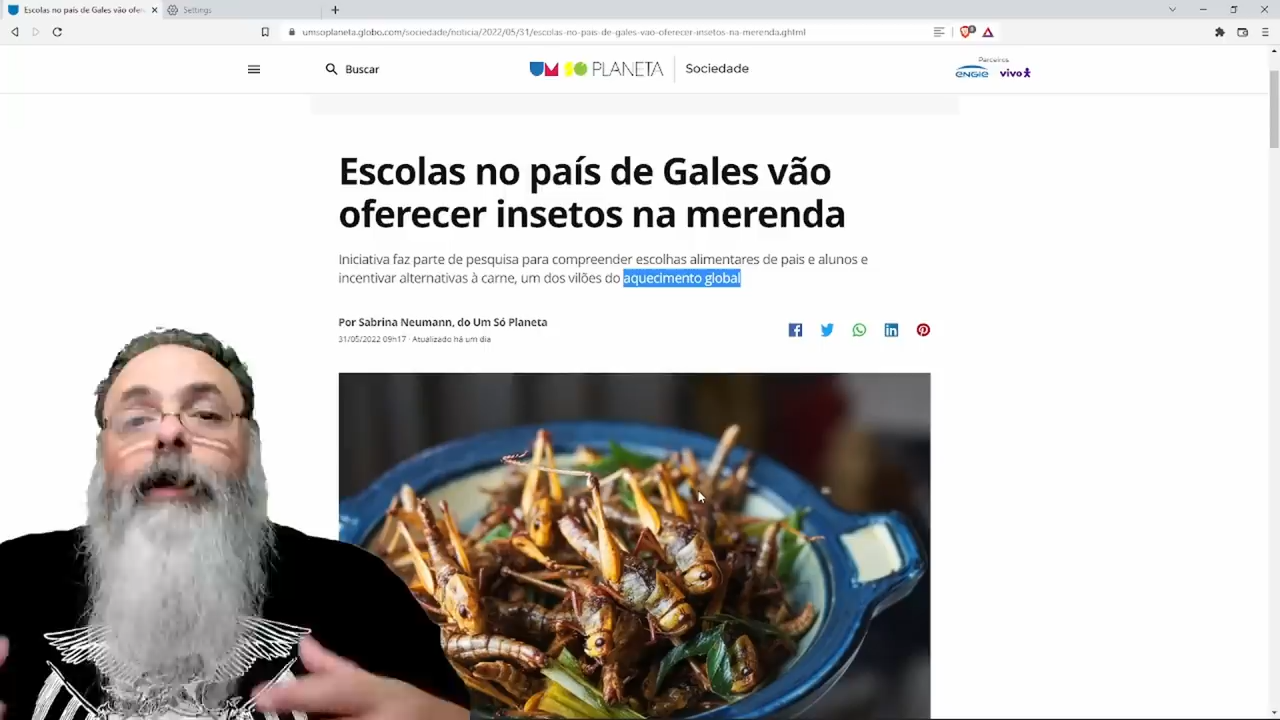 Escolas no país de Gales vão ofer
Settings
umsoplaneta.globo.com/sociedade/noticia/2022/05/31/escolas-no-pais-de-gales-vao-oferecer-insetos-na-merenda.ghtml
Buscar
UM SÓ PLANETA
Sociedade
Parceiros
ENGIE
vivo
Escolas no país de Gales vão
oferecer insetos na merenda
Iniciativa faz parte de pesquisa para compreender escolhas alimentares de pais e alunos e
incentivar alternativas à carne, um dos vilões do aquecimento global
Por Sabrina Neumann, do Um Só Planeta
31/05/2022 09h17 · Atualizado há um dia